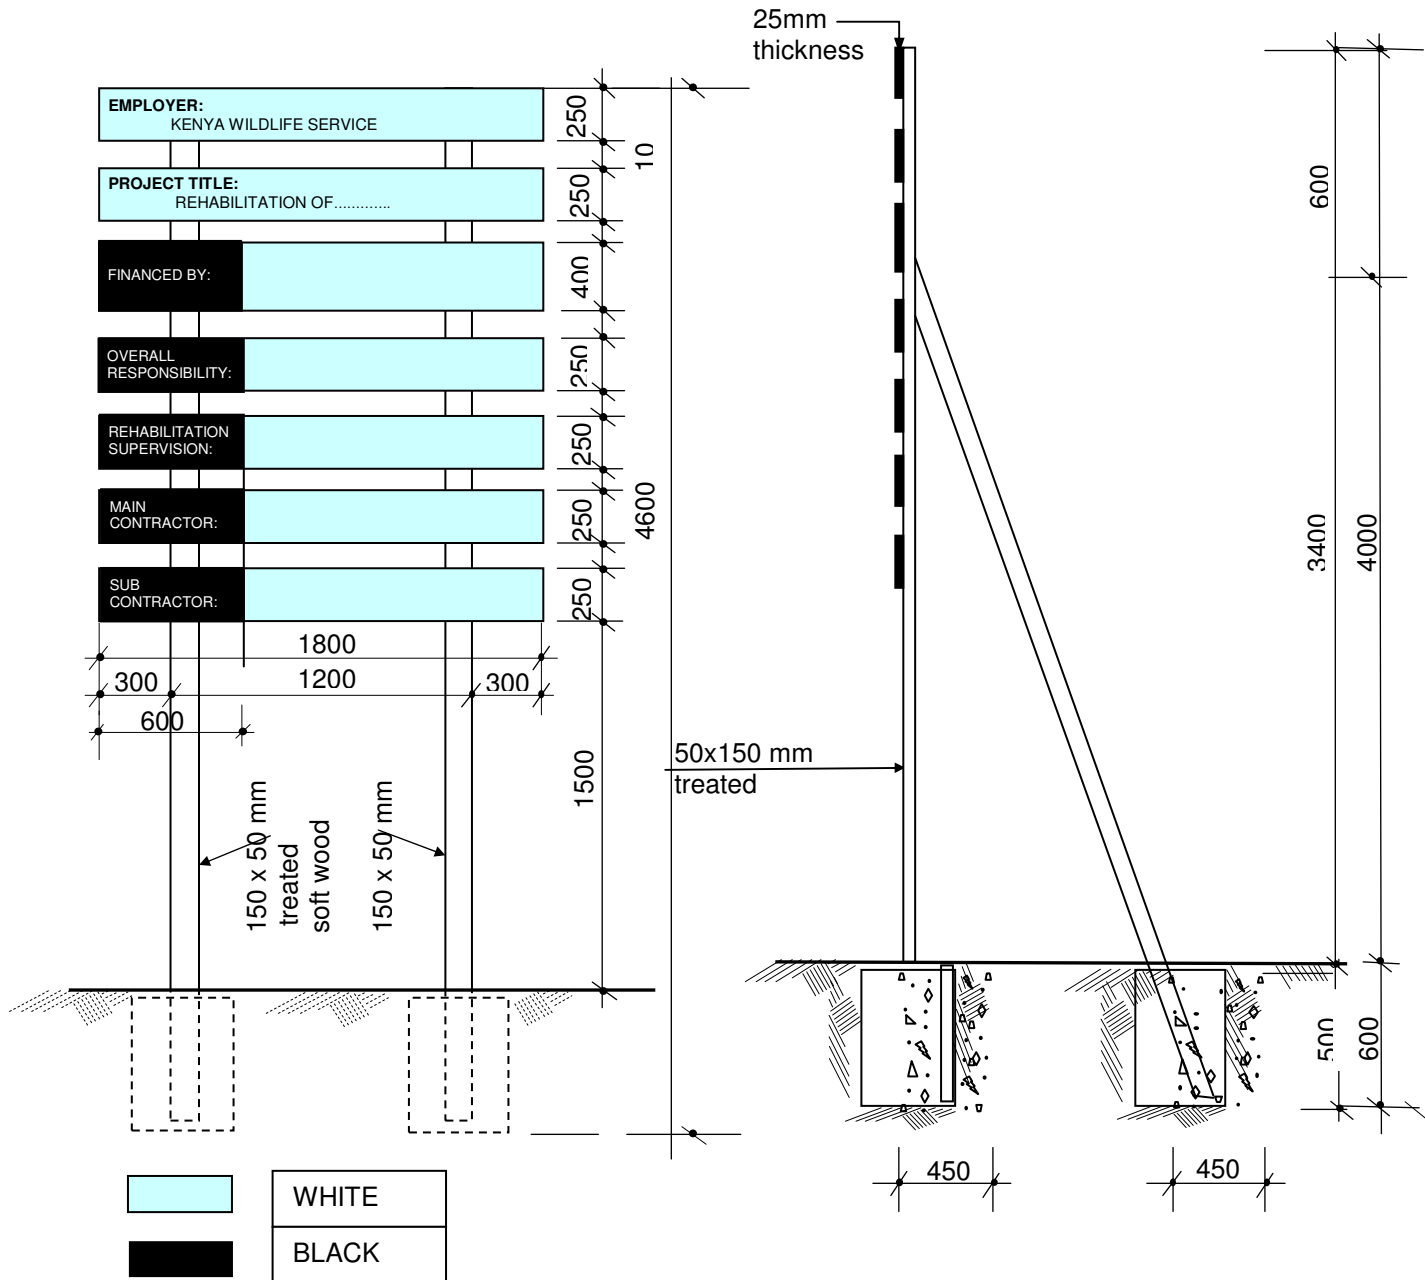 25mm
thickness
EMPLOYER:
KENYA WILDLIFE SERVICE
250
10
PROJECT TITLE:
REHABILITATION OF.............
250
600
FINANCED BY:
400
OVERALL
RESPONSIBILITY:
250
REHABILITATION
SUPERVISION:
250
MAIN
CONTRACTOR:
250
4600
3400
4000
SUB
CONTRACTOR:
250
1800
300
1200
300
600
1500
50x150 mm
treated
150 x 50 mm
treated
soft wood
150 x 50 mm
500
600
450
450
WHITE
BLACK